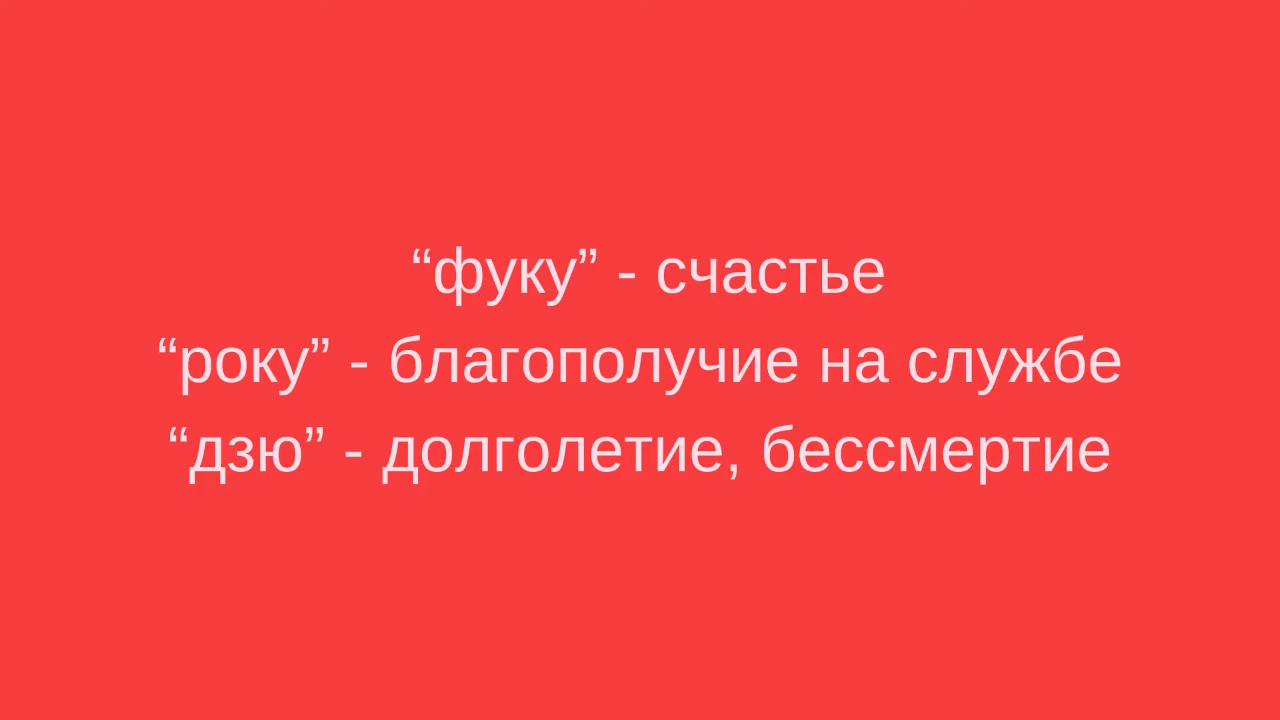 “фуку” - счастье
“року” - благополучие на службе
“дзю” - долголетие, бессмертие